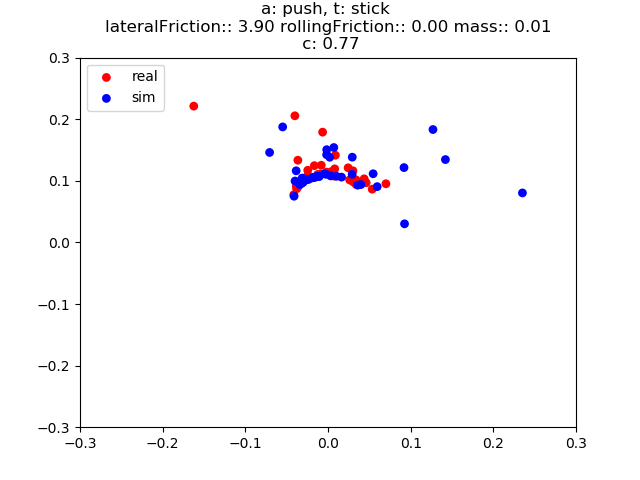 a: push, t: stick
lateralFriction:: 3.90 rollingFriction:: 0.00 mass:: 0.01
c: 0.77
real
sim
0.3
0.2
0.1
0.0
−0.1
−0.2
−0.3
−0.3 −0.2 −0.1 0.0 0.1 0.2 0.3